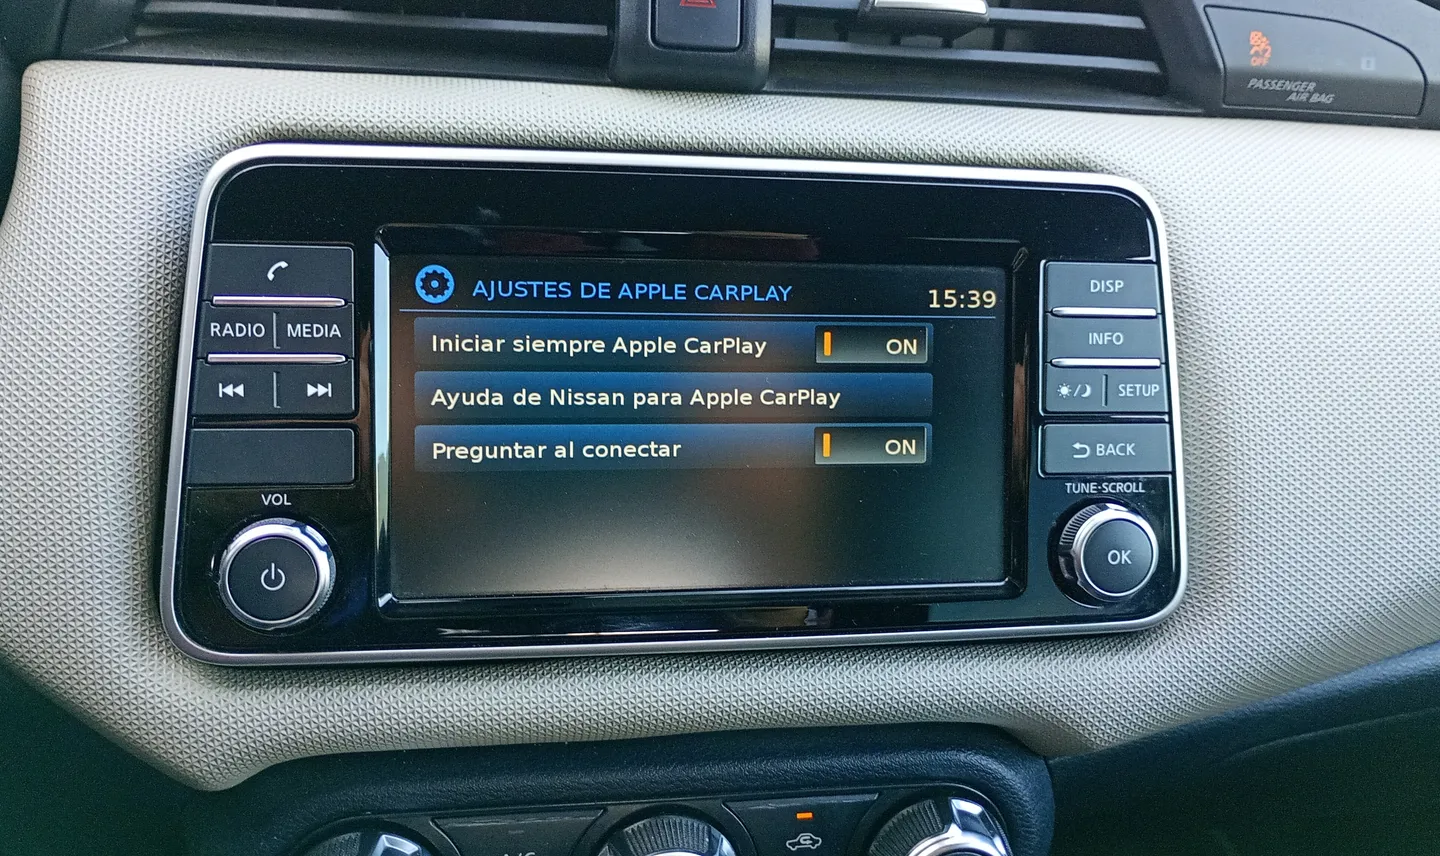 OFF
PASSENGER
AIR BAG
AJUSTES DE APPLE CARPLAY
15:39
Iniciar siempre Apple CarPlay ON
Ayuda de Nissan para Apple CarPlay
Preguntar al conectar ON
RADIO MEDIA
VOL
DISP
INFO
SETUP
BACK
TUNE·SCROLL
OK